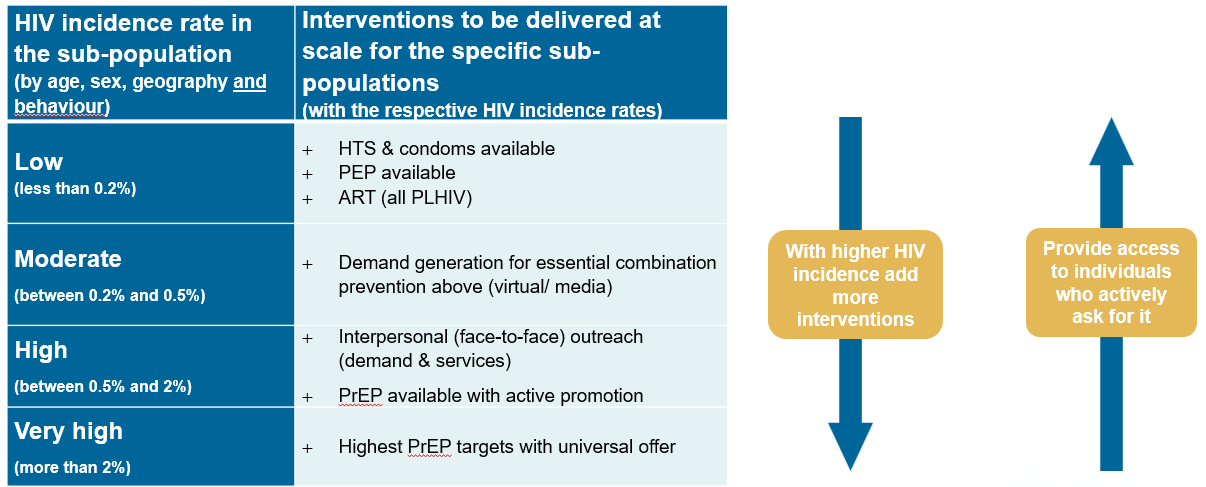 HIV incidence rate in
the sub-population
(by age, sex, geography and
behaviour)
Interventions to be delivered at
scale for the specific sub-
populations
(with the respective HIV incidence rates)
Low
(less than 0.2%)
+ HTS & condoms available
+ PEP available
+ ART (all PLHIV)
Moderate
(between 0.2% and 0.5%)
+ Demand generation for essential combination
prevention above (virtual/ media)
High
(between 0.5% and 2%)
+ Interpersonal (face-to-face) outreach
(demand & services)
+ PrEP available with active promotion
Very high
(more than 2%)
+ Highest PrEP targets with universal offer
With higher HIV
incidence add
more
interventions
Provide access
to individuals
who actively
ask for it